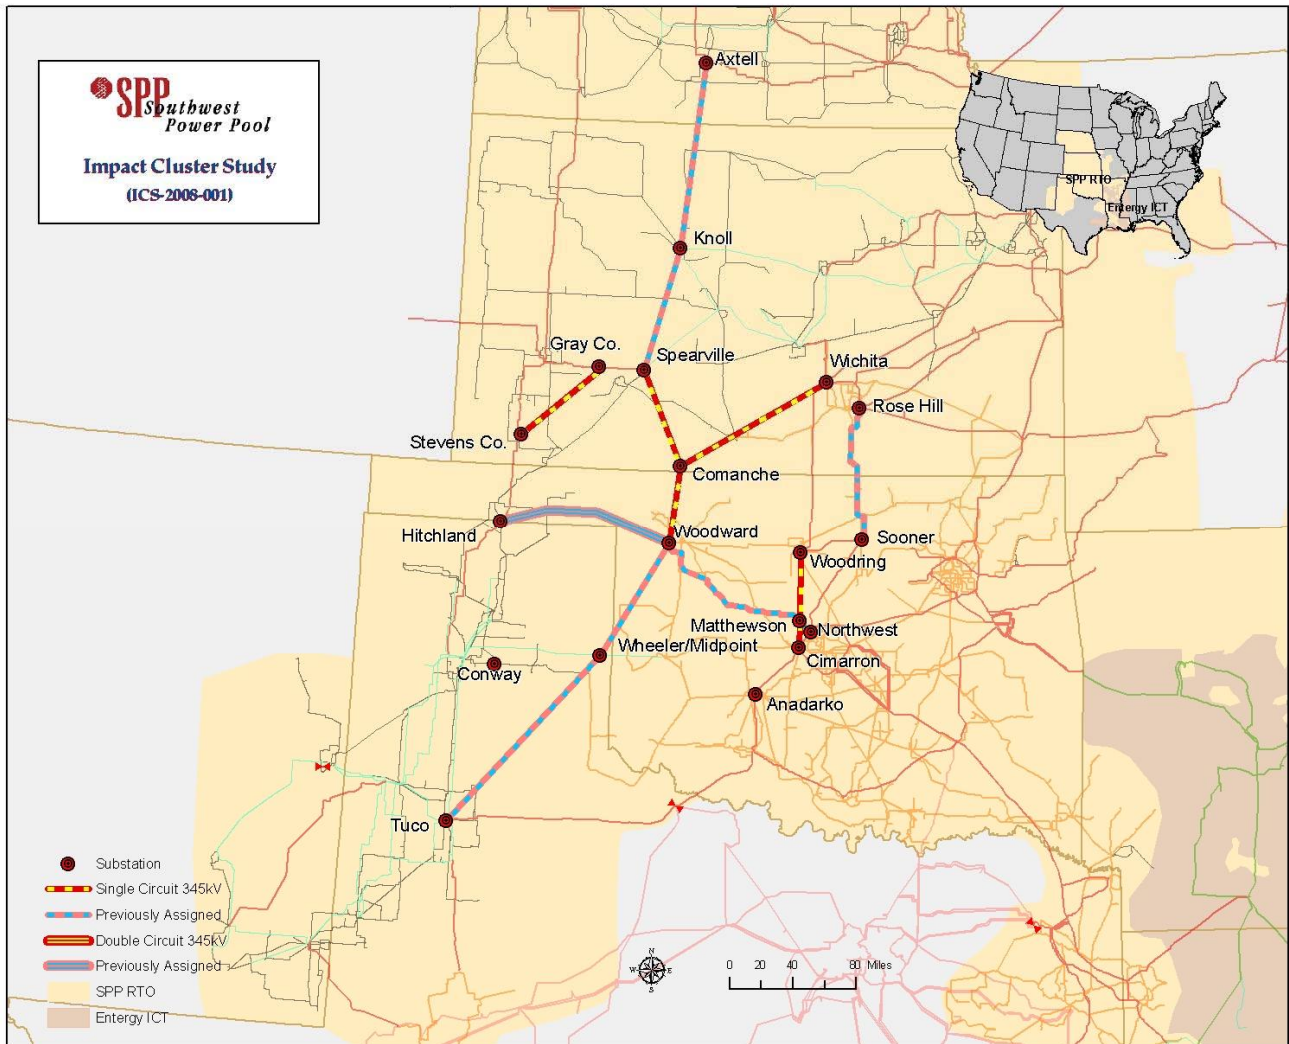 SPP
Southwest
Power Pool
Impact Cluster Study
(ICS-2008-001)
Axtell
SPP RTO
Entergy ICT
Knoll
Gray Co.
Spearville
Wichita
Rose Hill
Stevens Co.
Comanche
Hitchland
Woodward
Sooner
Woodring
Matthewson
Northwest
Wheeler/Midpoint
Cimarron
Conway
Anadarko
Tuco
Substation
Single Circuit 345kV
Previously Assigned
Double Circuit 345kV
Previously Assigned
SPP RTO
Entergy ICT
N
W E
S
0 20 40 80 Miles